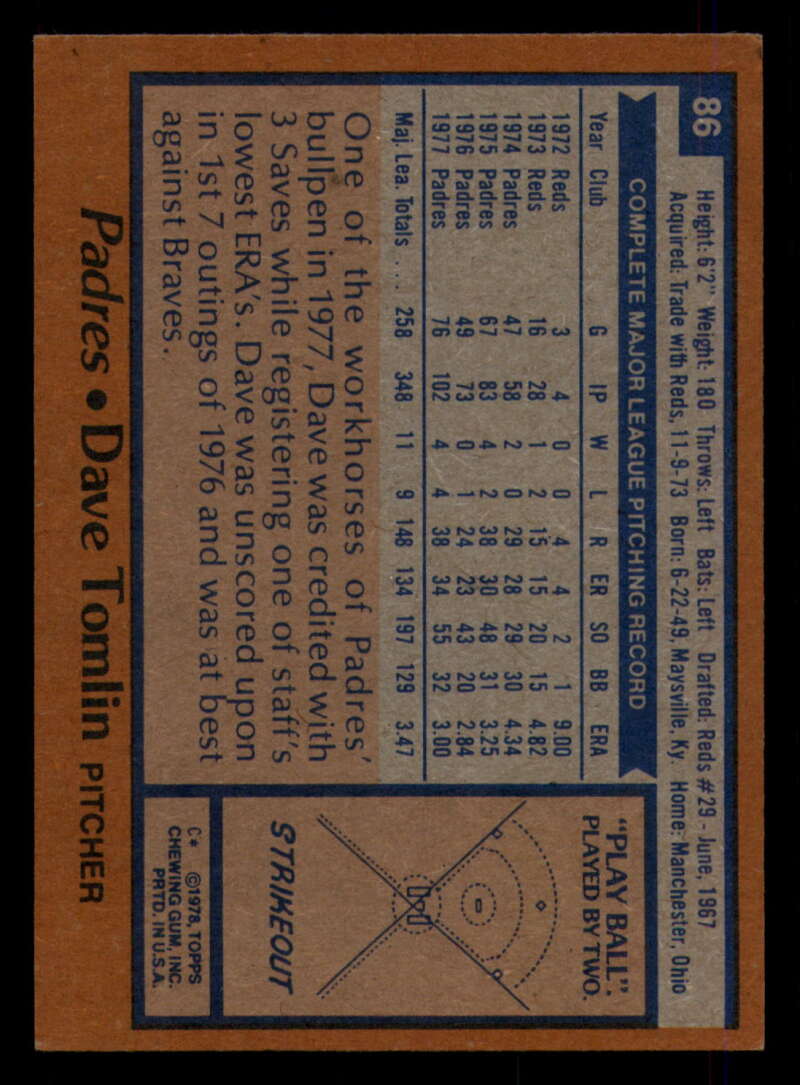 86
Height: 6'2" Weight: 180 Throws: Left Bats: Left Drafted: Reds #29 - June, 1967
Acquired: Trade with Reds, 11-9-73 Born: 6-22-49, Maysville, Ky. Home: Manchester, Ohio
COMPLETE MAJOR LEAGUE PITCHING RECORD
Year Club G IP W L R ER SO BB ERA
1972 Reds 3 4 0 0 4 4 2 1 9.00
1973 Reds 16 28 1 2 15 15 20 15 4.82
1974 Padres 47 58 2 0 29 28 29 30 4.34
1975 Padres 67 83 4 2 38 30 48 31 3.25
1976 Padres 49 73 0 1 24 23 43 20 2.84
1977 Padres 76 102 4 4 38 34 55 32 3.00
Maj. Lea. Totals .... 258 348 11 9 148 134 197 129 3.47
One of the workhorses of Padres'
bullpen in 1977, Dave was credited with
3 Saves while registering one of staff's
lowest ERA's. Dave was unscored upon
in 1st 7 outings of 1976 and was at best
against Braves.
"PLAY BALL":
PLAYED BY TWO.
STRIKEOUT
C* ©1978, TOPPS
CHEWING GUM, INC.
PRTD. IN U.S.A.
Padres • Dave Tomlin PITCHER